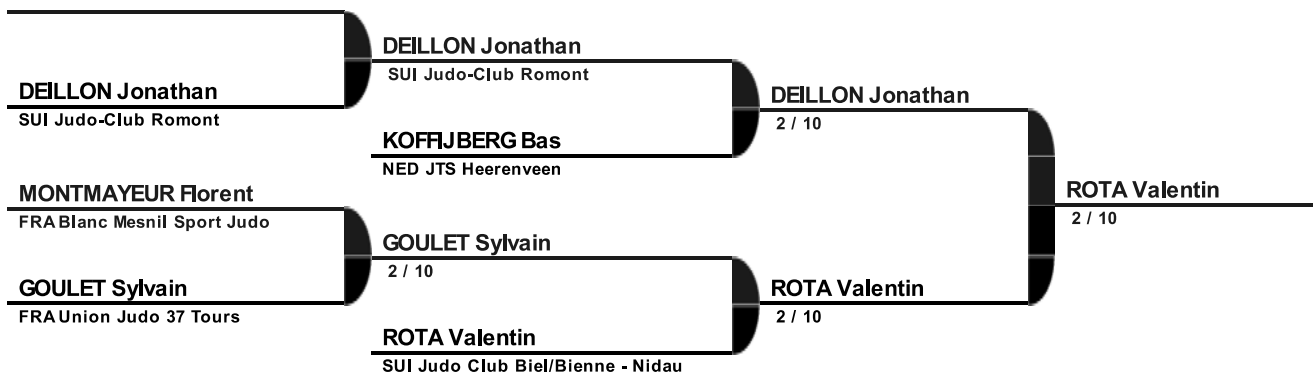 DEILLON Jonathan
SUI Judo-Club Romont
MONTMAYEUR Florent
FRA Blanc Mesnil Sport Judo
GOULET Sylvain
FRA Union Judo 37 Tours
DEILLON Jonathan
SUI Judo-Club Romont
KOFFIJBERG Bas
NED JTS Heerenveen
GOULET Sylvain
2 / 10
ROTA Valentin
SUI Judo Club Biel/Bienne - Nidau
DEILLON Jonathan
2 / 10
ROTA Valentin
2 / 10
ROTA Valentin
2 / 10